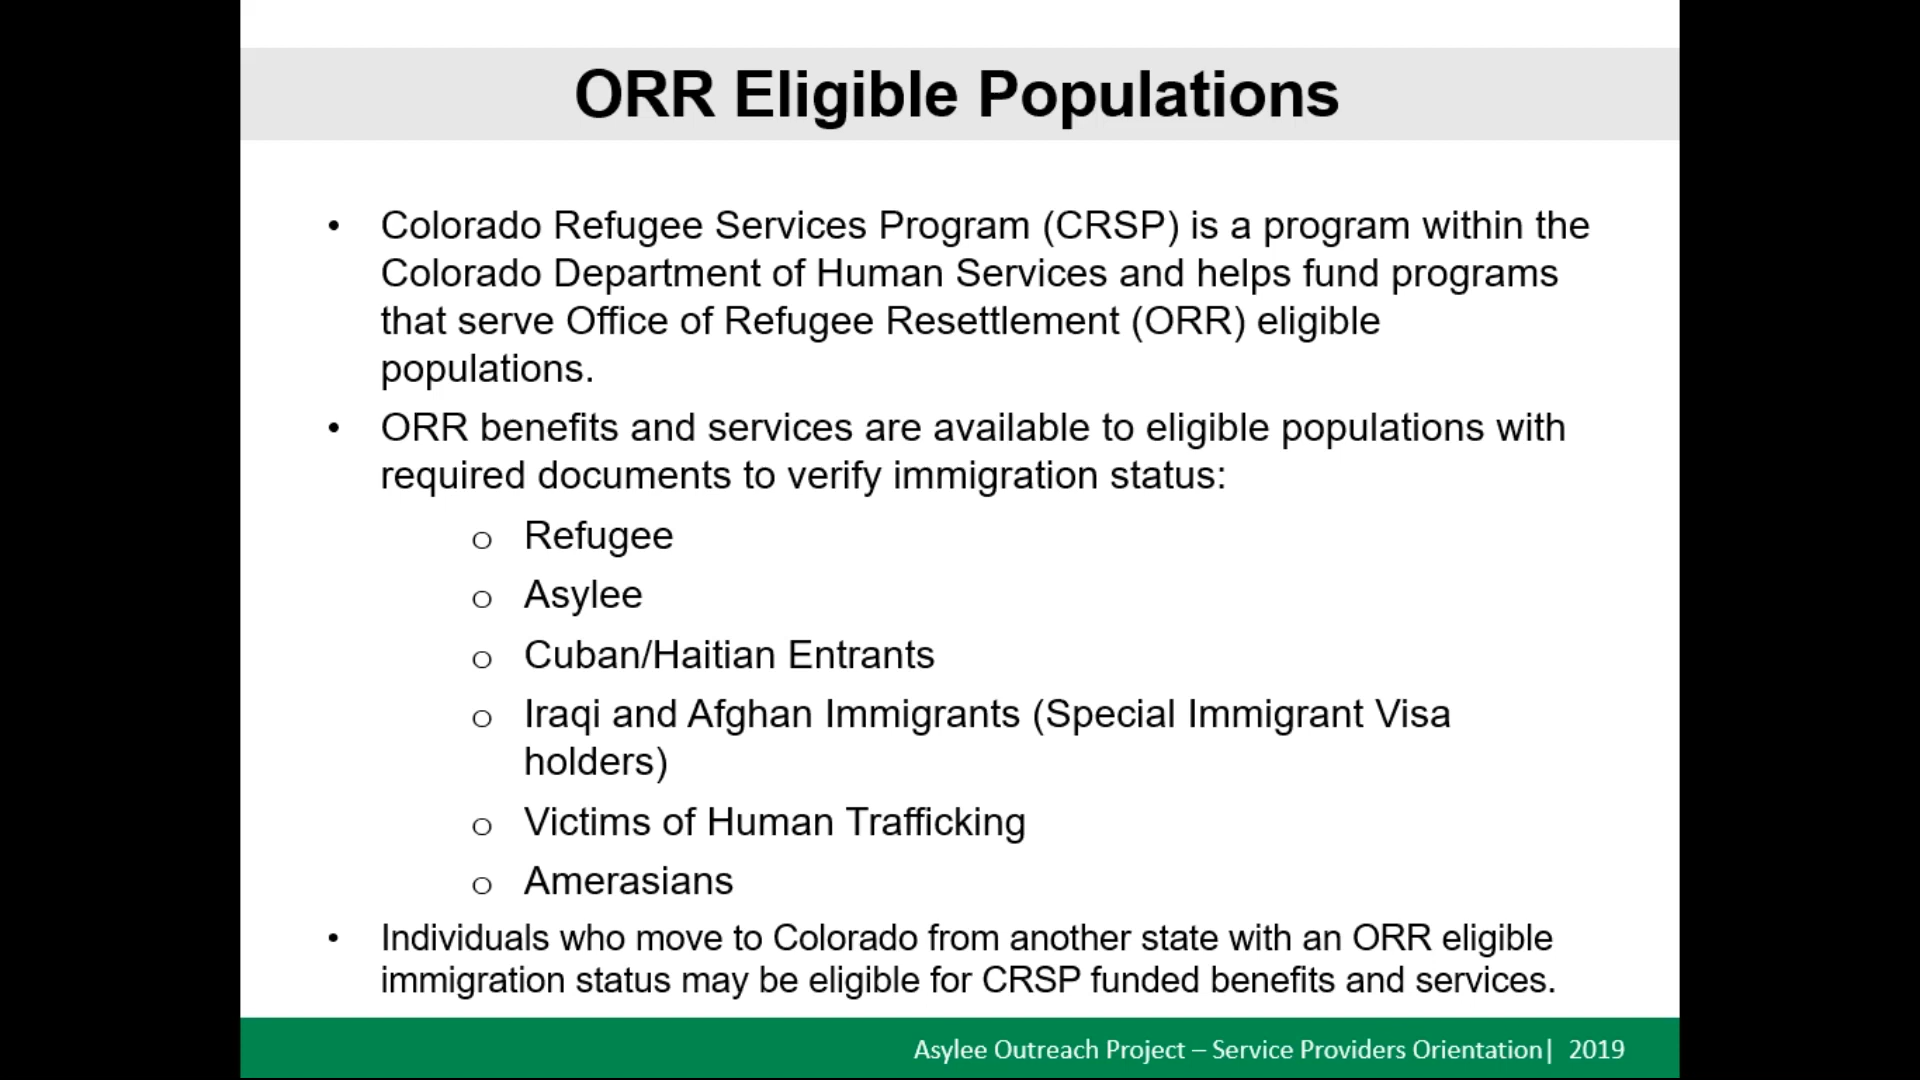 ORR Eligible Populations
• Colorado Refugee Services Program (CRSP) is a program within the
Colorado Department of Human Services and helps fund programs
that serve Office of Refugee Resettlement (ORR) eligible
populations.
• ORR benefits and services are available to eligible populations with
required documents to verify immigration status:
o Refugee
o Asylee
o Cuban/Haitian Entrants
o Iraqi and Afghan Immigrants (Special Immigrant Visa
holders)
o Victims of Human Trafficking
o Amerasians
• Individuals who move to Colorado from another state with an ORR eligible
immigration status may be eligible for CRSP funded benefits and services.
Asylee Outreach Project – Service Providers Orientation| 2019